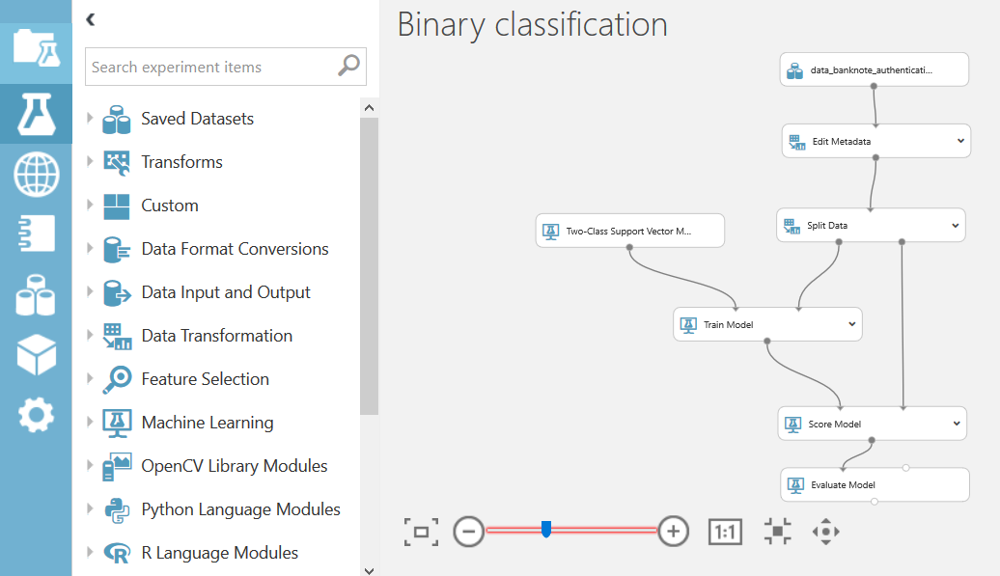 Binary classification
Search experiment items
Saved Datasets
Transforms
Custom
Data Format Conversions
Data Input and Output
Data Transformation
Feature Selection
Machine Learning
OpenCV Library Modules
Python Language Modules
R Language Modules
data_banknote_authenticati...
Edit Metadata
Split Data
Two-Class Support Vector M...
Train Model
Score Model
Evaluate Model
1:1